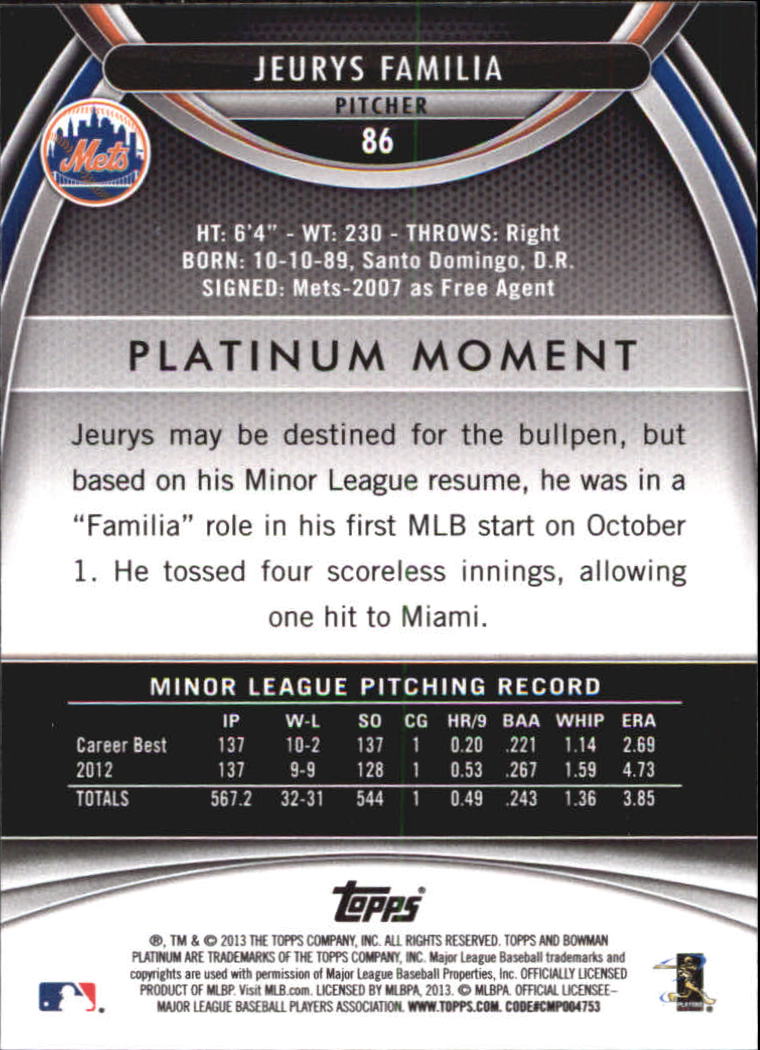 JEURYS FAMILIA
PITCHER
86
Mets
HT: 6'4" - WT: 230 - THROWS: Right
BORN: 10-10-89, Santo Domingo, D.R.
SIGNED: Mets-2007 as Free Agent
PLATINUM MOMENT
Jeurys may be destined for the bullpen, but
based on his Minor League resume, he was in a
"Familia" role in his first MLB start on October
1. He tossed four scoreless innings, allowing
one hit to Miami.
MINOR LEAGUE PITCHING RECORD
IP W-L SO CG HR/9 BAA WHIP ERA
Career Best 137 10-2 137 1 0.20 .221 1.14 2.69
2012 137 9-9 128 1 0.53 .267 1.59 4.73
TOTALS 567.2 32-31 544 1 0.49 .243 1.36 3.85
Topps®
®, TM & © 2013 THE TOPPS COMPANY, INC. ALL RIGHTS RESERVED. TOPPS AND BOWMAN
PLATINUM ARE TRADEMARKS OF THE TOPPS COMPANY, INC. Major League Baseball trademarks and
copyrights are used with permission of Major League Baseball Properties, Inc. OFFICIALLY LICENSED
PRODUCT OF MLBP. Visit MLB.com. LICENSED BY MLBPA, 2013. © MLBPA. OFFICIAL LICENSEE–
MAJOR LEAGUE BASEBALL PLAYERS ASSOCIATION. WWW.TOPPS.COM. CODE#CMP004753